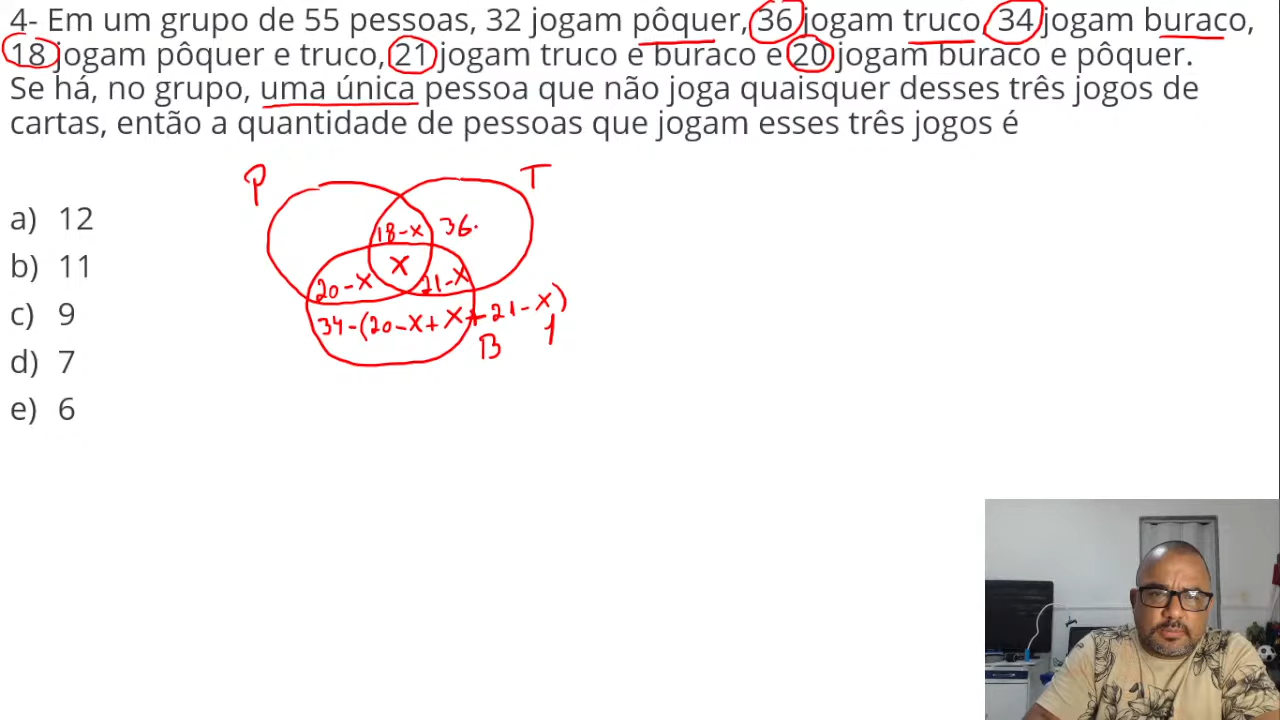 4- Em um grupo de 55 pessoas, 32 jogam pôquer, 36 jogam truco, 34 jogam buraco,
18 jogam pôquer e truco, 21 jogam truco e buraco e 20 jogam buraco e pôquer.
Se há, no grupo, uma única pessoa que não joga quaisquer desses três jogos de
cartas, então a quantidade de pessoas que jogam esses três jogos é
P
T
a) 12
18-x
36.
b) 11
x
20-x
21-x
c) 9
34-(20-x+x+21-x)
1
B
d) 7
e) 6